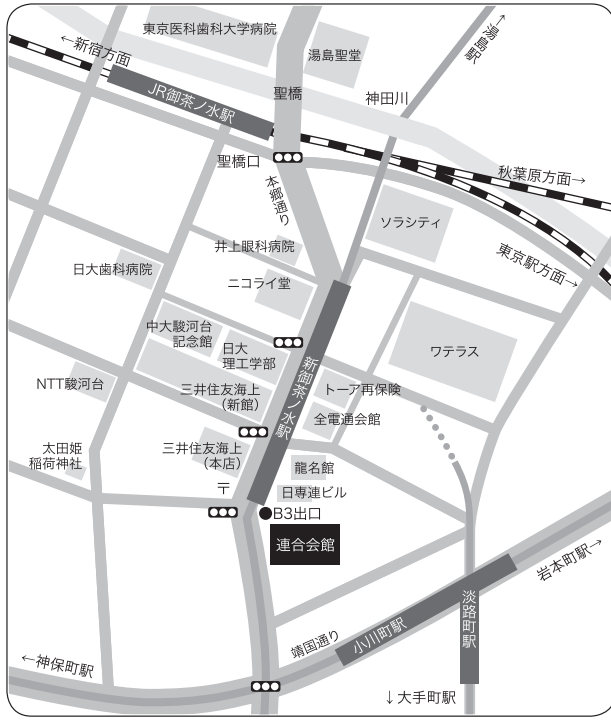 東京医科歯科大学病院
湯島聖堂
←新宿方面
JR御茶ノ水駅
聖橋
神田川
↑湯島駅
聖橋口
本郷通り
秋葉原方面→
東京駅方面→
ソラシティ
井上眼科病院
日大歯科病院
ニコライ堂
中大駿河台
記念館
日大
理工学部
新御茶ノ水駅
ワテラス
NTT駿河台
三井住友海上
（新館）
トーア再保険
全電通会館
太田姫
稲荷神社
三井住友海上
（本店）
龍名館
〒
日専連ビル
B3出口
連合会館
岩本町駅→
淡路町駅
小川町駅
靖国通り
←神保町駅
↓大手町駅